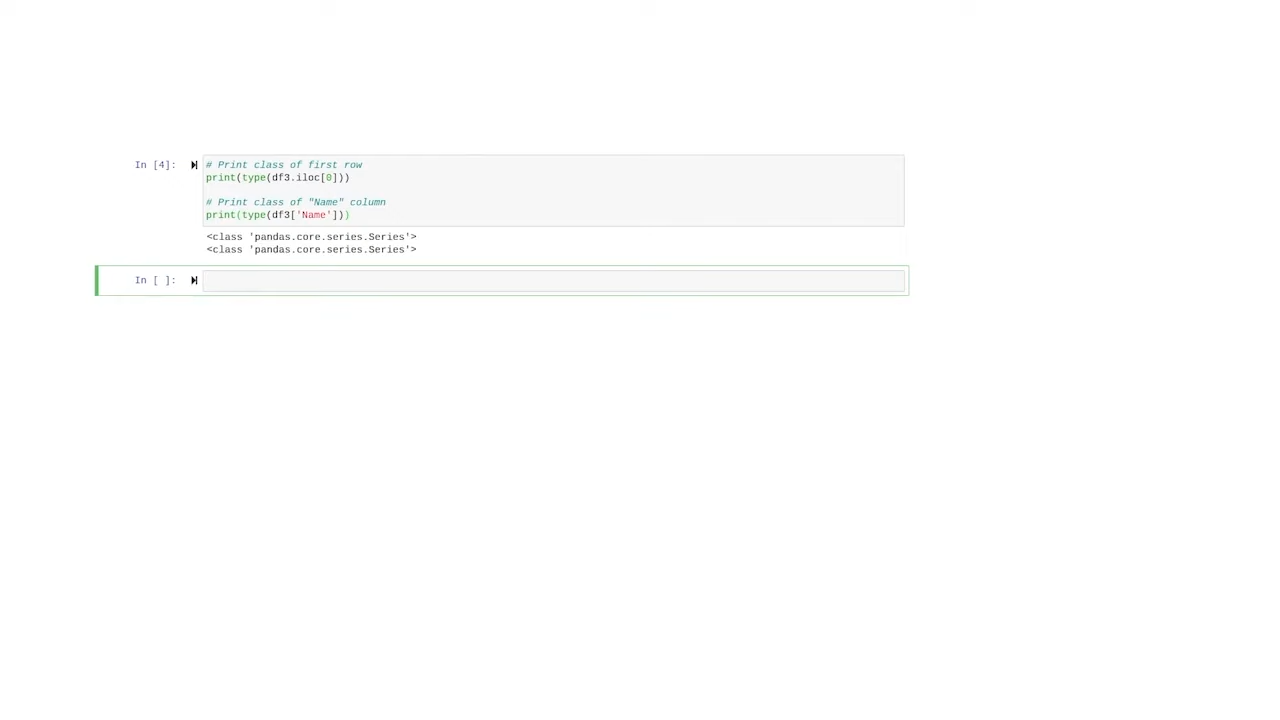 In [4]:
# Print class of first row
print(type(df3.iloc[0]))
# Print class of "Name" column
print(type(df3['Name']))
<class 'pandas.core.series.Series'>
<class 'pandas.core.series.Series'>
In [ ]: